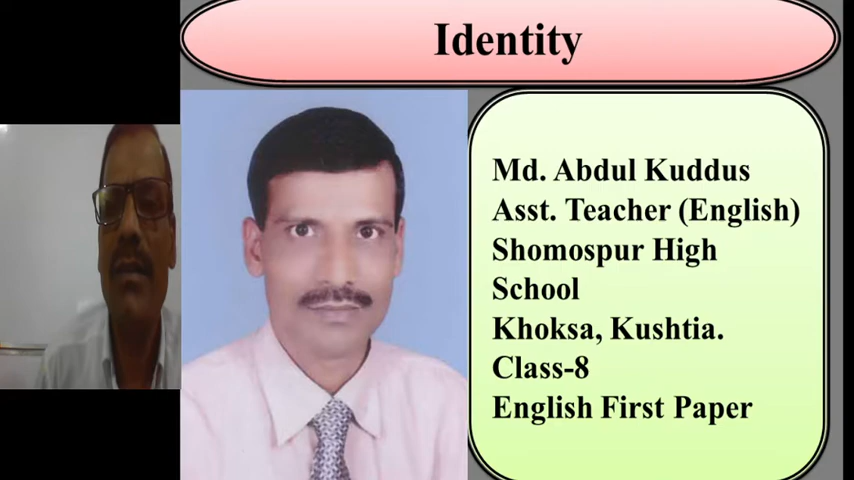 Identity
Md. Abdul Kuddus
Asst. Teacher (English)
Shomospur High
School
Khoksa, Kushtia.
Class-8
English First Paper